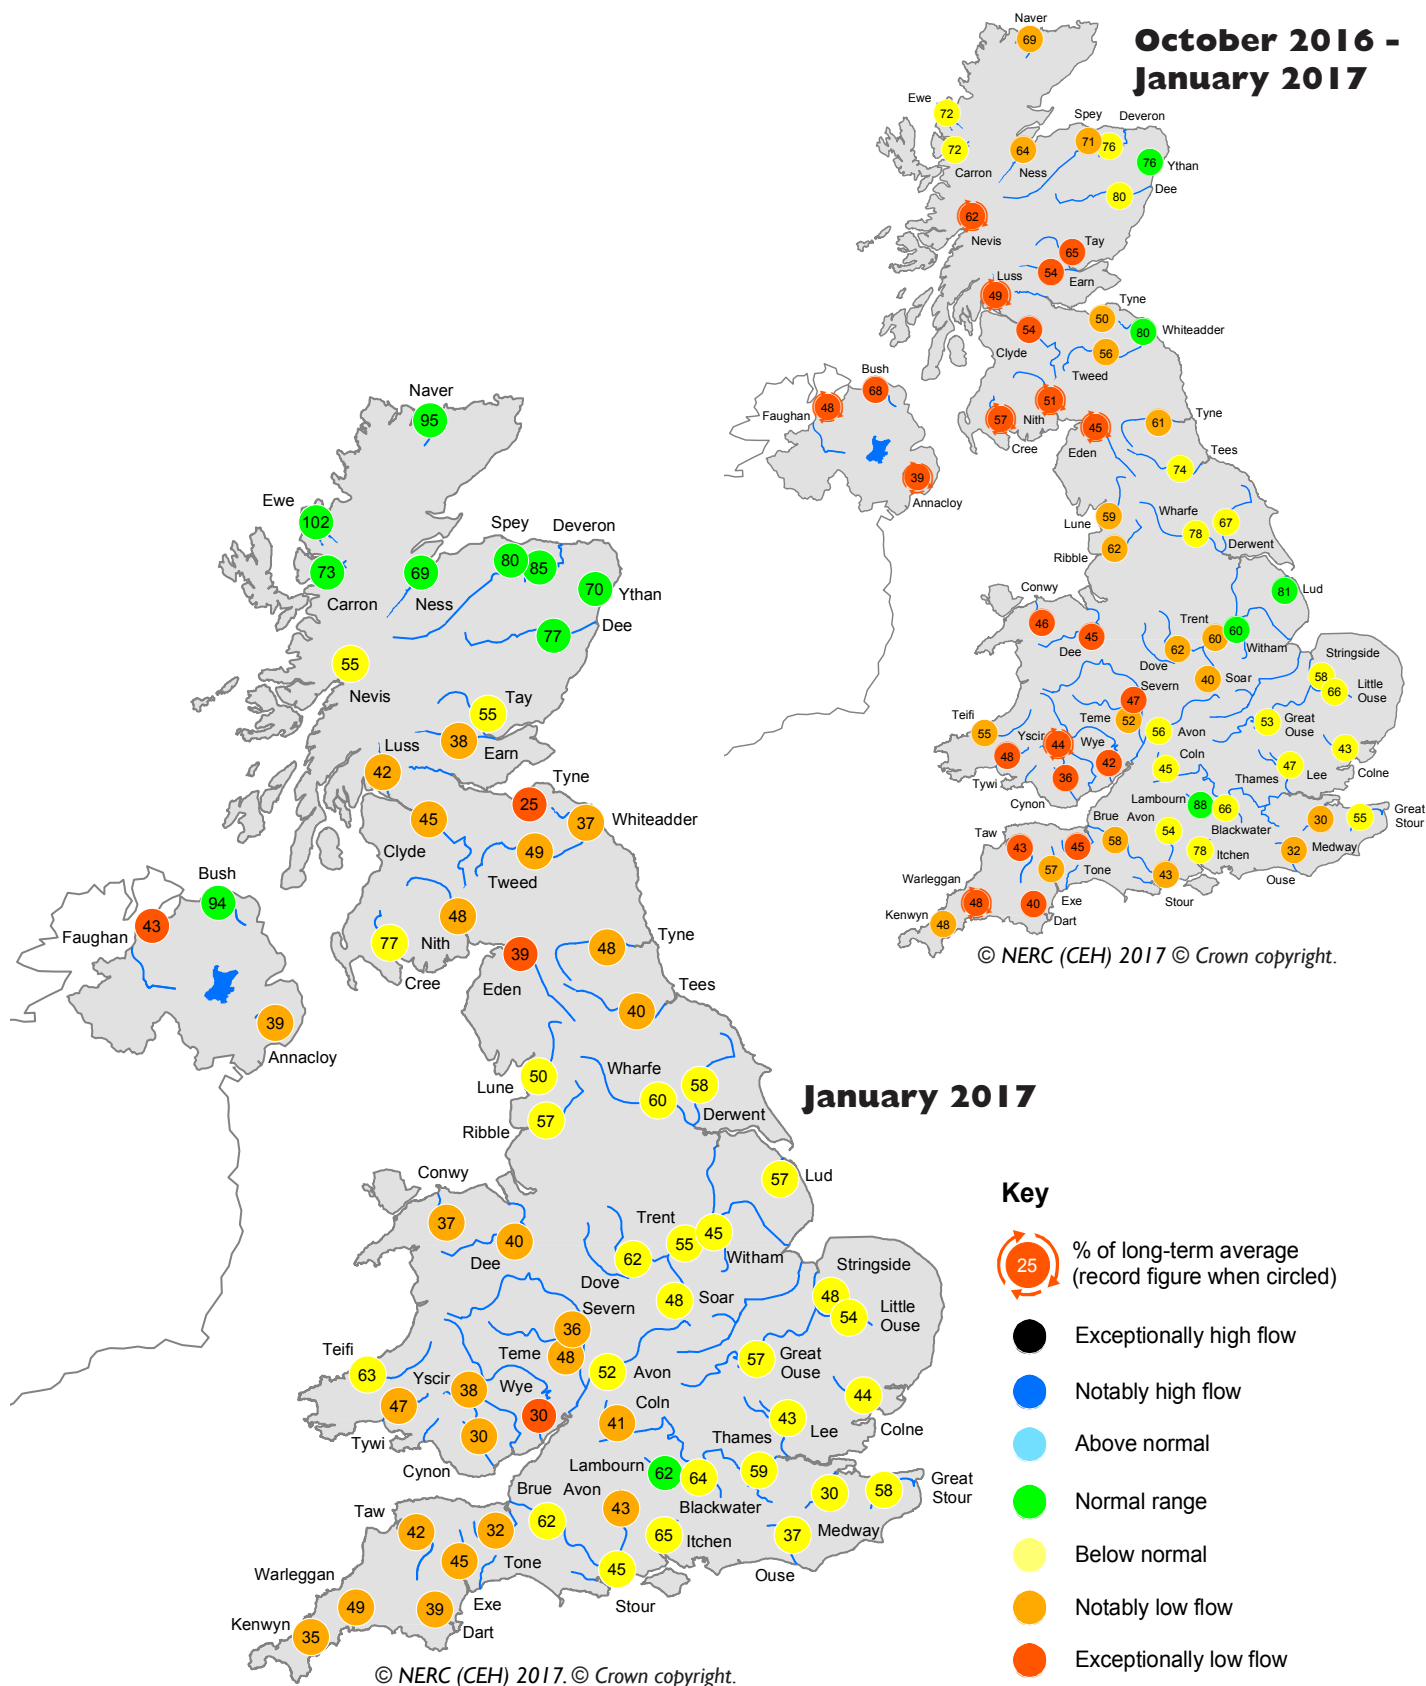 October 2016 -
January 2017
Naver
69
Ewe
72
72
Carron
64
Ness
Spey
71
Deveron
76
76
Ythan
80
Dee
62
Nevis
65
Tay
54
Earn
Luss
49
54
Clyde
Tyne
50
80
Whiteadder
56
Tweed
51
Nith
57
Cree
Bush
68
Faughan
48
39
Annacloy
45
Eden
61
Tyne
74
Tees
Lune
59
Ribble
62
Wharfe
78
67
Derwent
81
Lud
Conwy
46
45
Dee
Trent
60
60
Witham
Dove
62
40
Soar
Stringside
58
66
Little
Ouse
Severn
47
Teme
52
56
Avon
53
Great
Ouse
43
Colne
Teifi
55
Yscir
44
Wye
42
48
Tywi
36
Cynon
Coln
45
Thames
47
Lee
Lambourn
88
66
Blackwater
Brue
58
Avon
54
78
Itchen
43
Stour
30
Medway
55
Great
Stour
32
Ouse
Taw
43
45
Tone
57
Exe
40
Dart
Warleggan
48
Kenwyn
48
© NERC (CEH) 2017 © Crown copyright.
January 2017
Naver
95
Ewe
102
73
Carron
69
Ness
Spey
80
Deveron
85
70
Ythan
77
Dee
55
Nevis
55
Tay
38
Earn
Luss
42
45
Clyde
Tyne
25
37
Whiteadder
49
Tweed
48
Nith
77
Cree
Bush
94
Faughan
43
39
Annacloy
39
Eden
48
Tyne
40
Tees
Lune
50
Ribble
57
Wharfe
60
58
Derwent
57
Lud
Conwy
37
40
Dee
Trent
55
45
Witham
Dove
62
48
Soar
Stringside
48
54
Little
Ouse
Severn
36
Teme
48
52
Avon
57
Great
Ouse
44
Colne
Teifi
63
Yscir
38
Wye
30
47
Tywi
30
Cynon
Coln
41
43
Lee
Thames
59
Lambourn
62
64
Blackwater
Brue
62
Avon
43
65
Itchen
45
Stour
30
Medway
58
Great
Stour
37
Ouse
Taw
42
32
Tone
45
Exe
39
Dart
Warleggan
49
Kenwyn
35
© NERC (CEH) 2017. © Crown copyright.
Key
25
% of long-term average
(record figure when circled)
Exceptionally high flow
Notably high flow
Above normal
Normal range
Below normal
Notably low flow
Exceptionally low flow